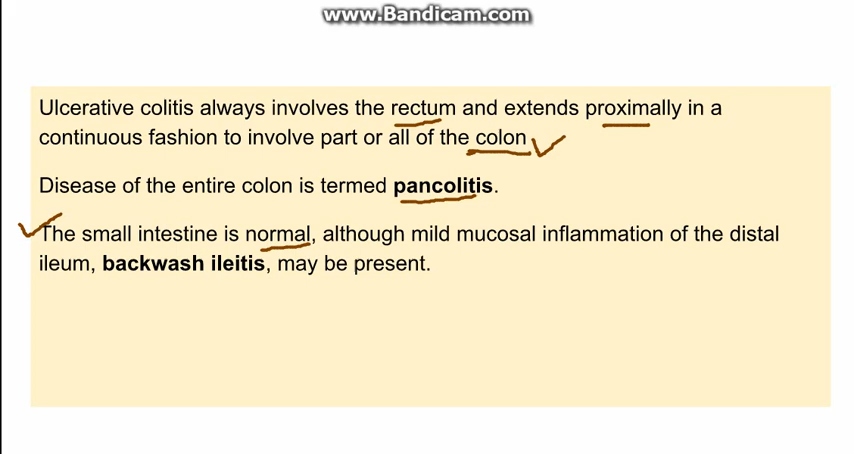 www.Bandicam.com
Ulcerative colitis always involves the rectum and extends proximally in a
continuous fashion to involve part or all of the colon
Disease of the entire colon is termed pancolitis.
The small intestine is normal, although mild mucosal inflammation of the distal
ileum, backwash ileitis, may be present.